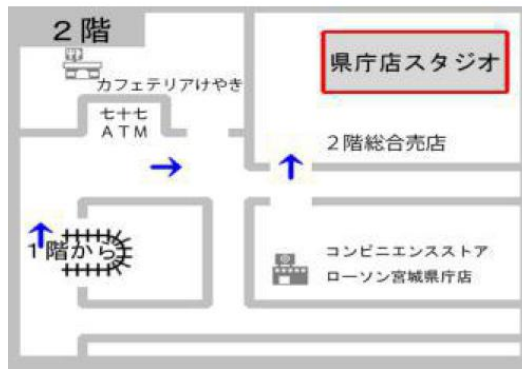 ２階
カフェテリアけやき
七十七
ＡＴＭ
県庁店スタジオ
２階総合売店
１階から
コンビニエンスストア
ローソン宮城県庁店